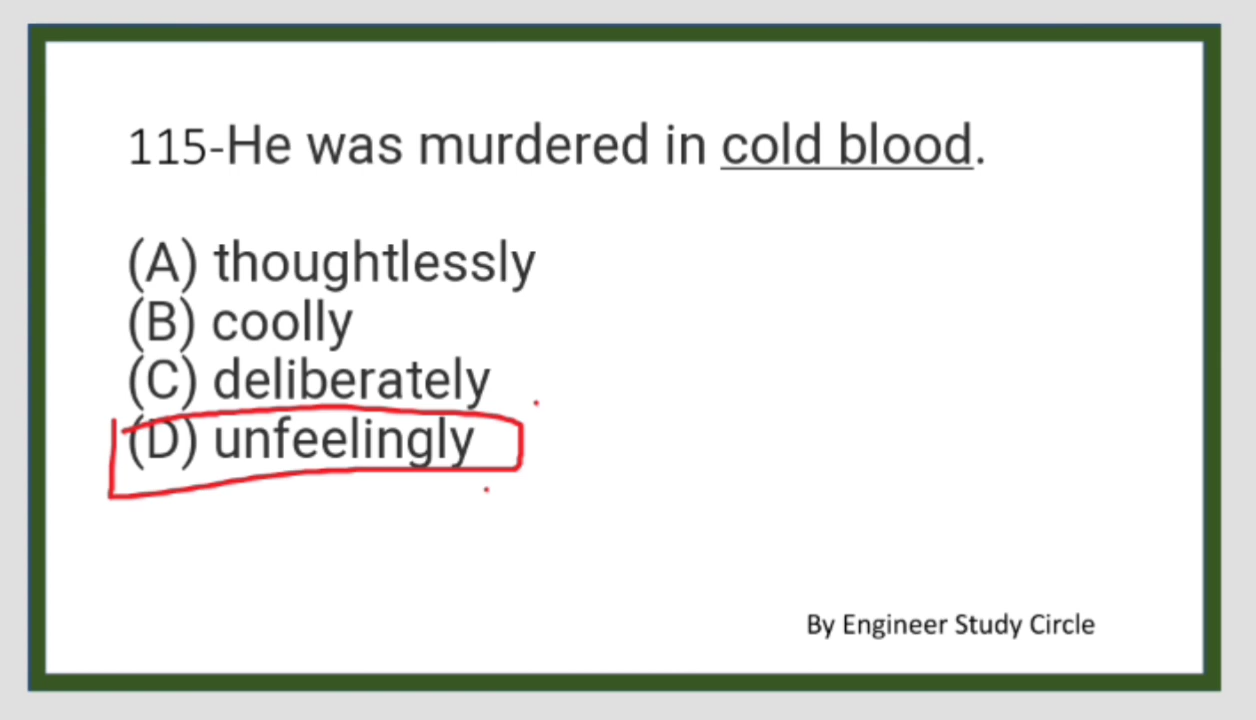 115-He was murdered in cold blood.
(A) thoughtlessly
(B) coolly
(C) deliberately
(D) unfeelingly
By Engineer Study Circle